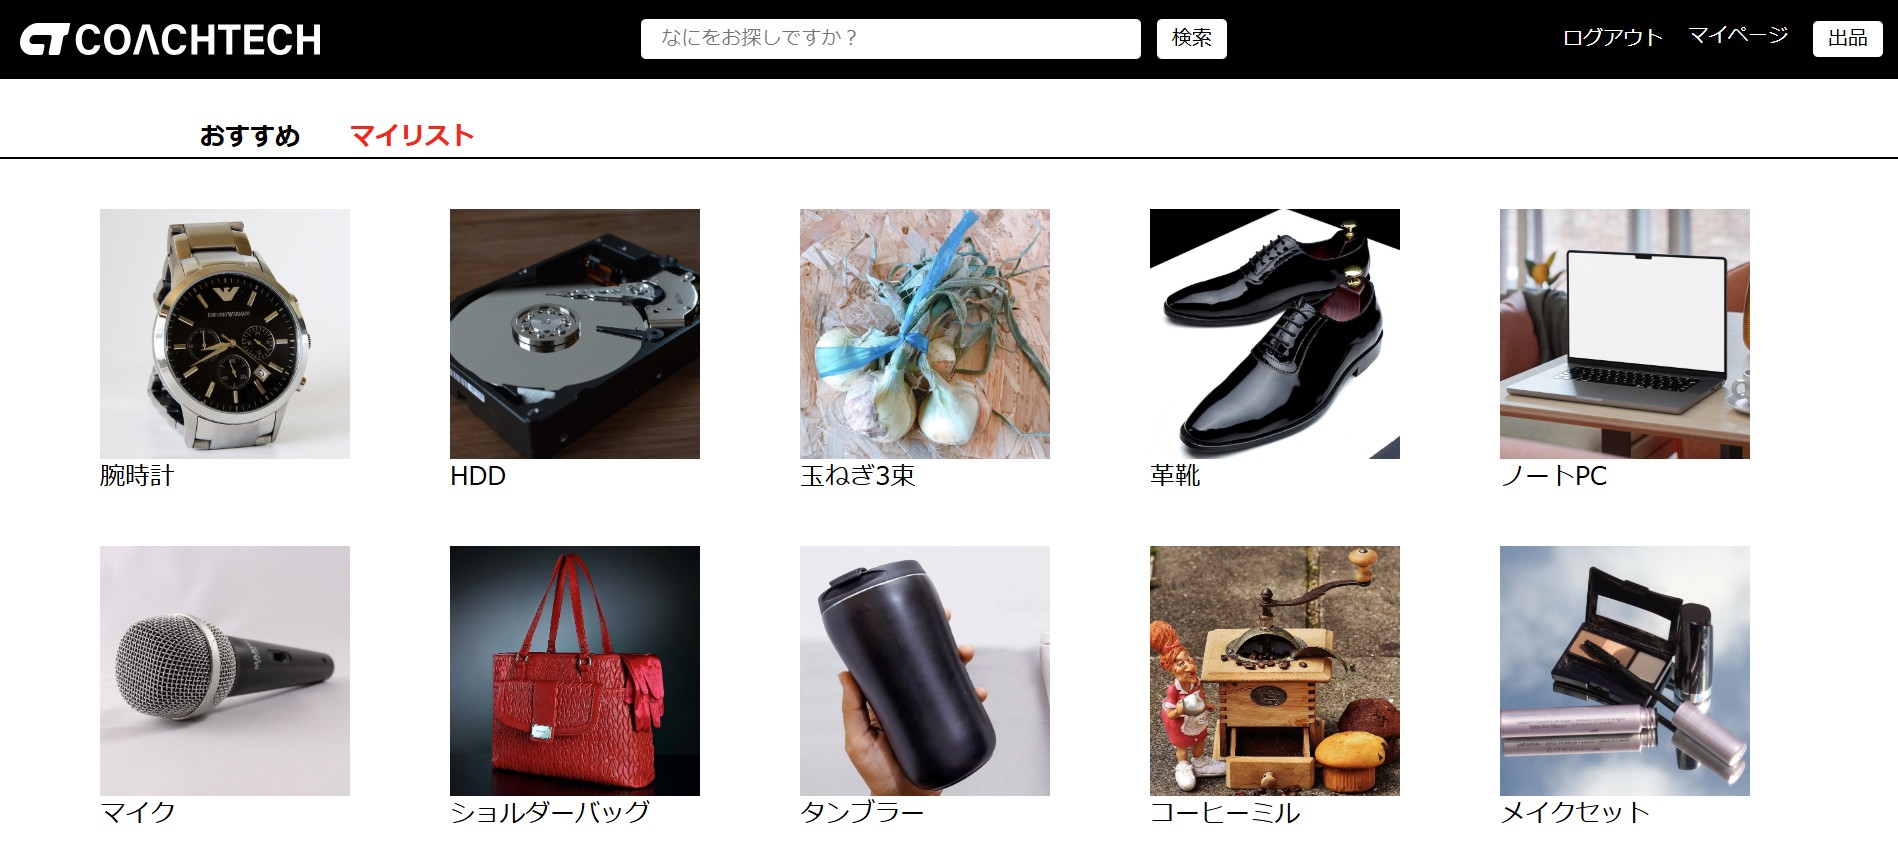 COACHTECH
なにをお探しですか？
検索
ログアウト
マイページ
出品
おすすめ
マイリスト
EMPORIO ARMANI
腕時計
HDD
玉ねぎ3束
革靴
ノートPC
マイク
ショルダーバッグ
タンブラー
コーヒーミル
メイクセット